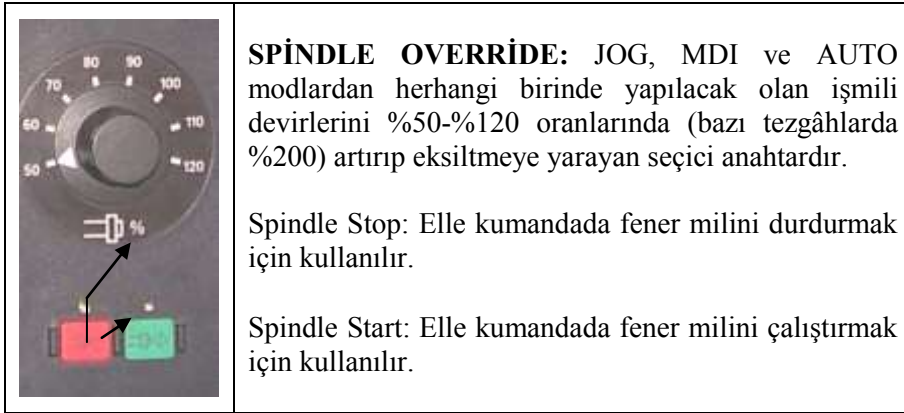 80 90
70 100
60 110
50 120
%
SPİNDLE OVERRİDE: JOG, MDI ve AUTO
modlardan herhangi birinde yapılacak olan işmili
devirlerini %50-%120 oranlarında (bazı tezgâhlarda
%200) artırıp eksiltmeye yarayan seçici anahtardır.
Spindle Stop: Elle kumandada fener milini durdurmak
için kullanılır.
Spindle Start: Elle kumandada fener milini çalıştırmak
için kullanılır.